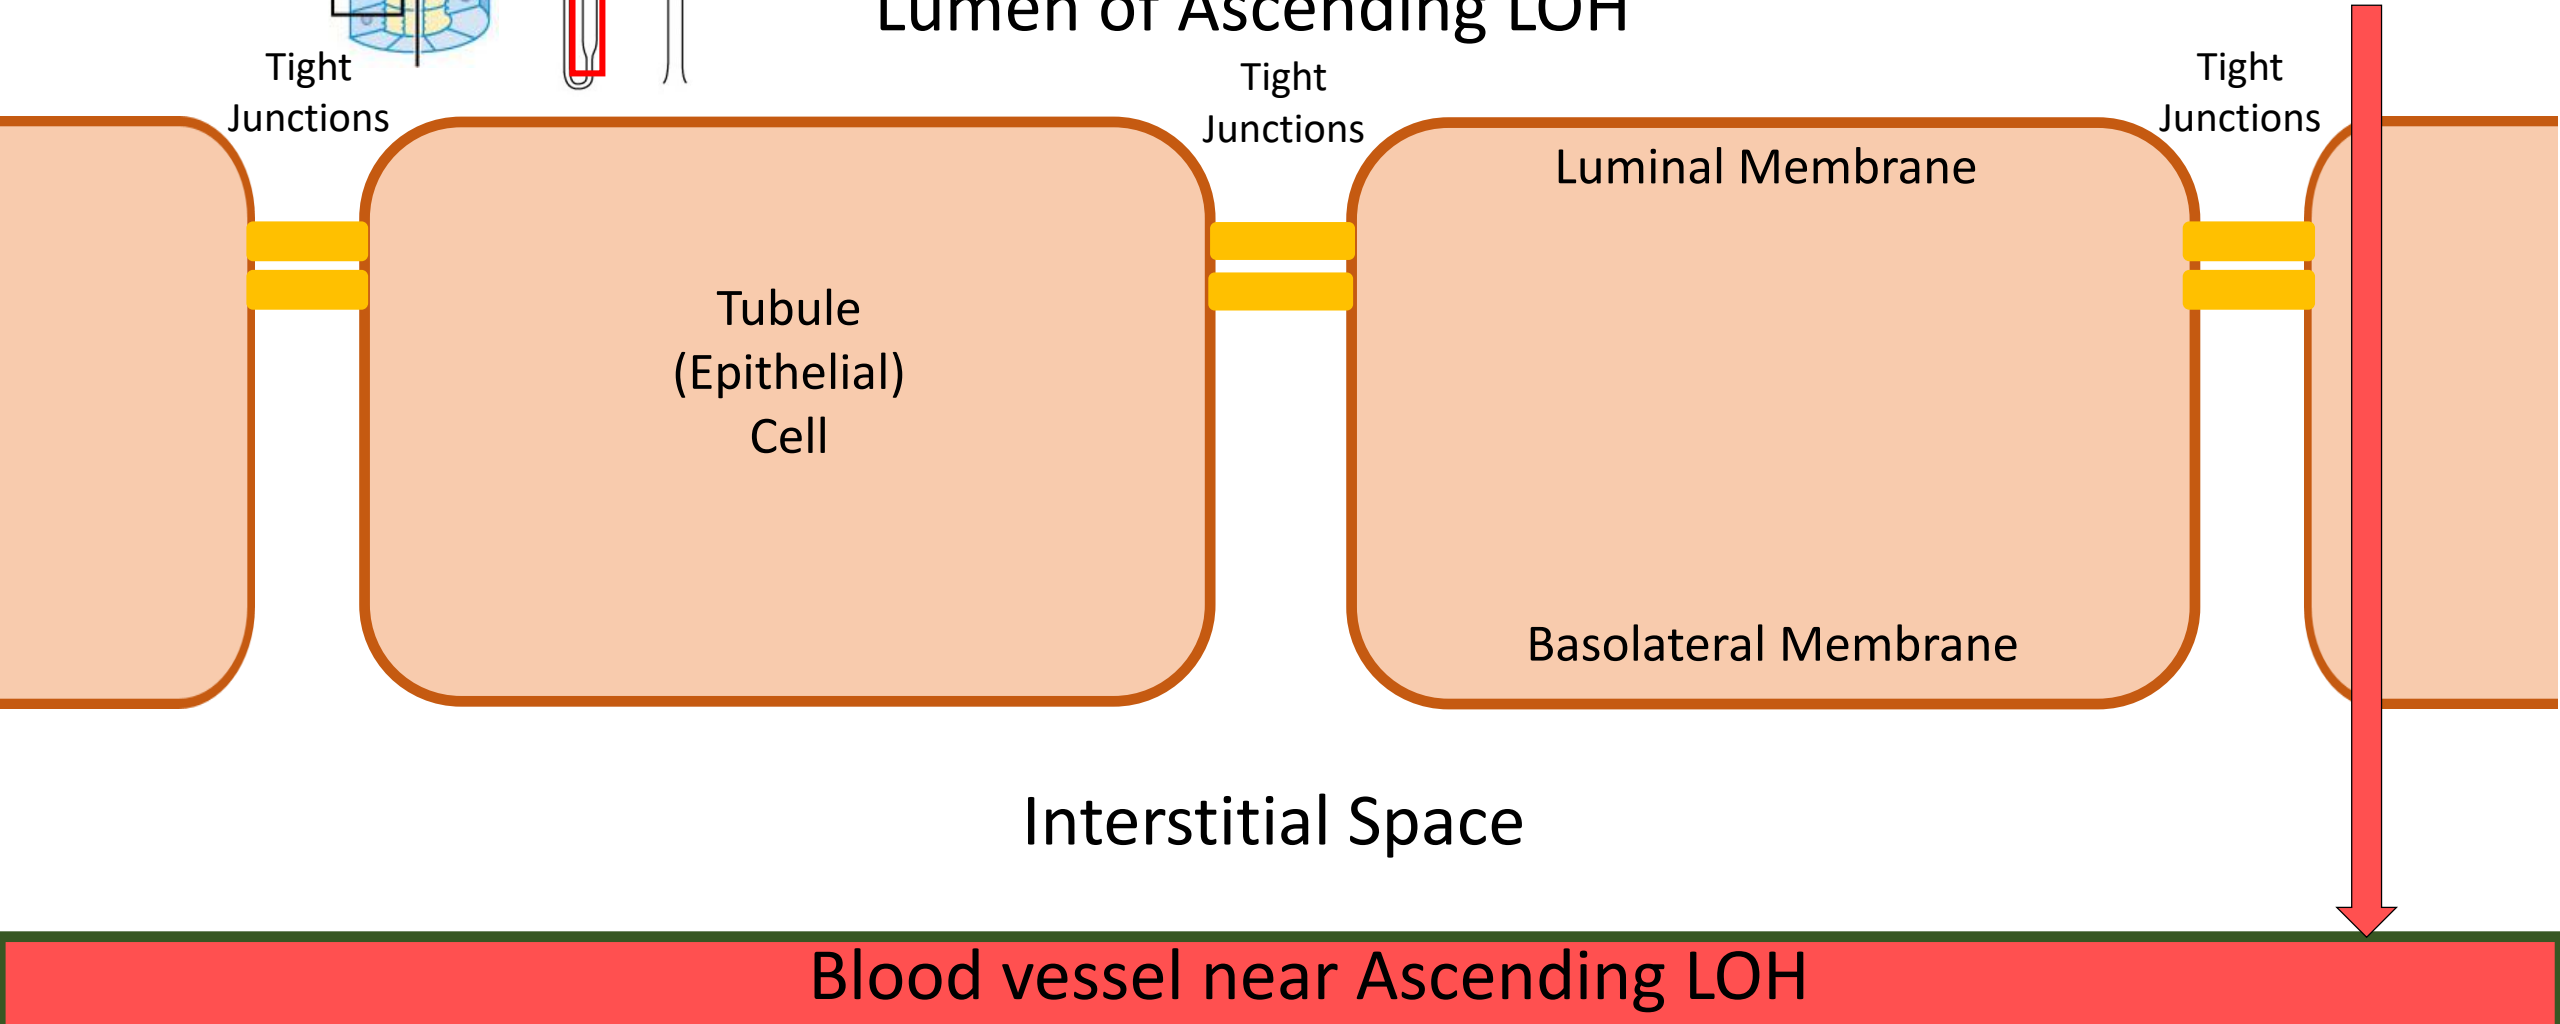 Lumen of Ascending LOH
Tight
Junctions
Tight
Junctions
Tight
Junctions
Luminal Membrane
Tubule
(Epithelial)
Cell
Basolateral Membrane
Interstitial Space
Blood vessel near Ascending LOH